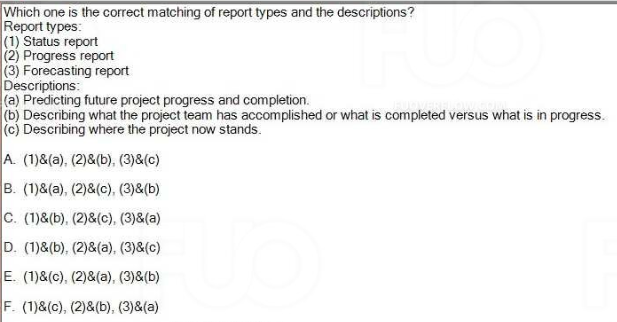 Which one is the correct matching of report types and the descriptions?
Report types:
(1) Status report
(2) Progress report
(3) Forecasting report
Descriptions:
(a) Predicting future project progress and completion.
(b) Describing what the project team has accomplished or what is completed versus what is in progress.
(c) Describing where the project now stands.
A. (1)&(a), (2)&(b), (3)&(c)
B. (1)&(a), (2)&(c), (3)&(b)
C. (1)&(b), (2)&(c), (3)&(a)
D. (1)&(b), (2)&(a), (3)&(c)
E. (1)&(c), (2)&(a), (3)&(b)
F. (1)&(c), (2)&(b), (3)&(a)